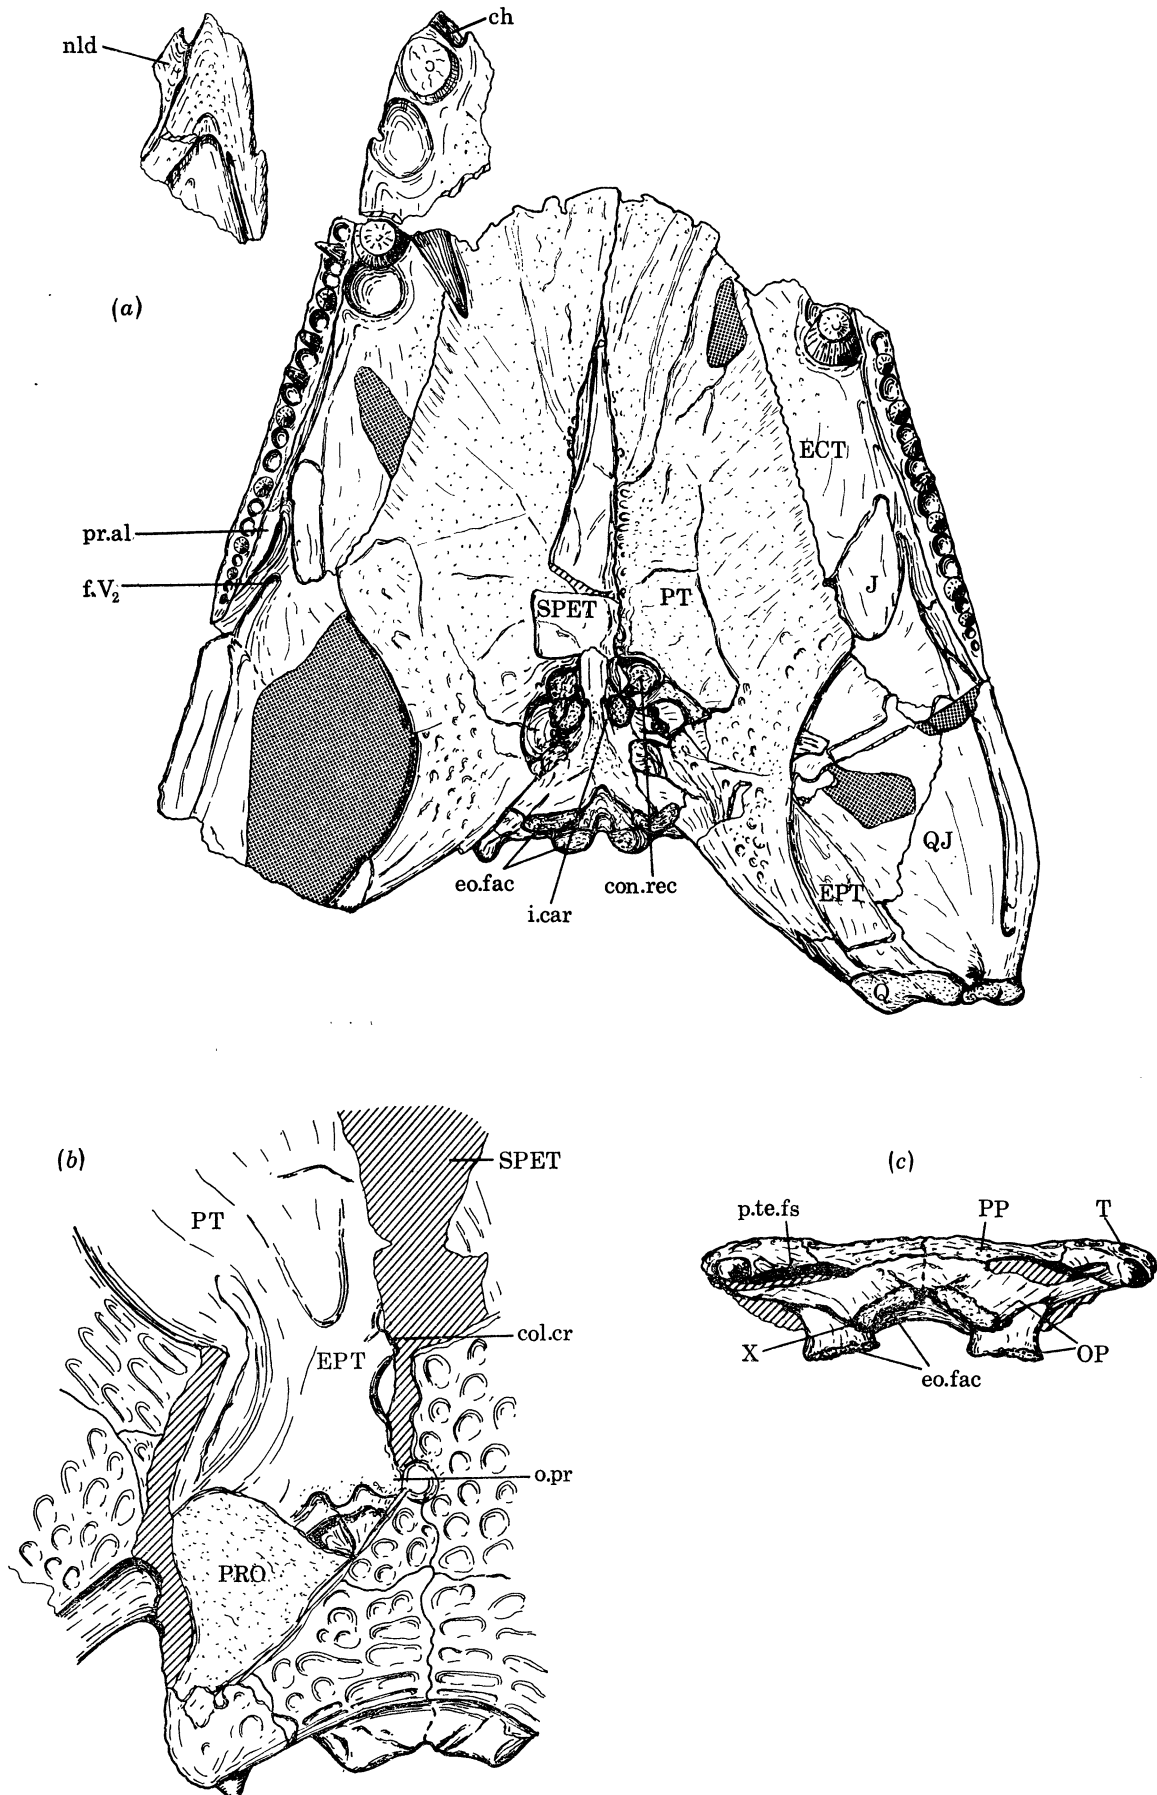 ch
nld
(a)
ECT
pr.al
J
f.V₂
SPET
PT
QJ
eo.fac
con.rec
EPT
i.car
Q
(b)
SPET
(c)
p.te.fs
PP
T
PT
col.cr
EPT
X
OP
eo.fac
o.pr
PRO